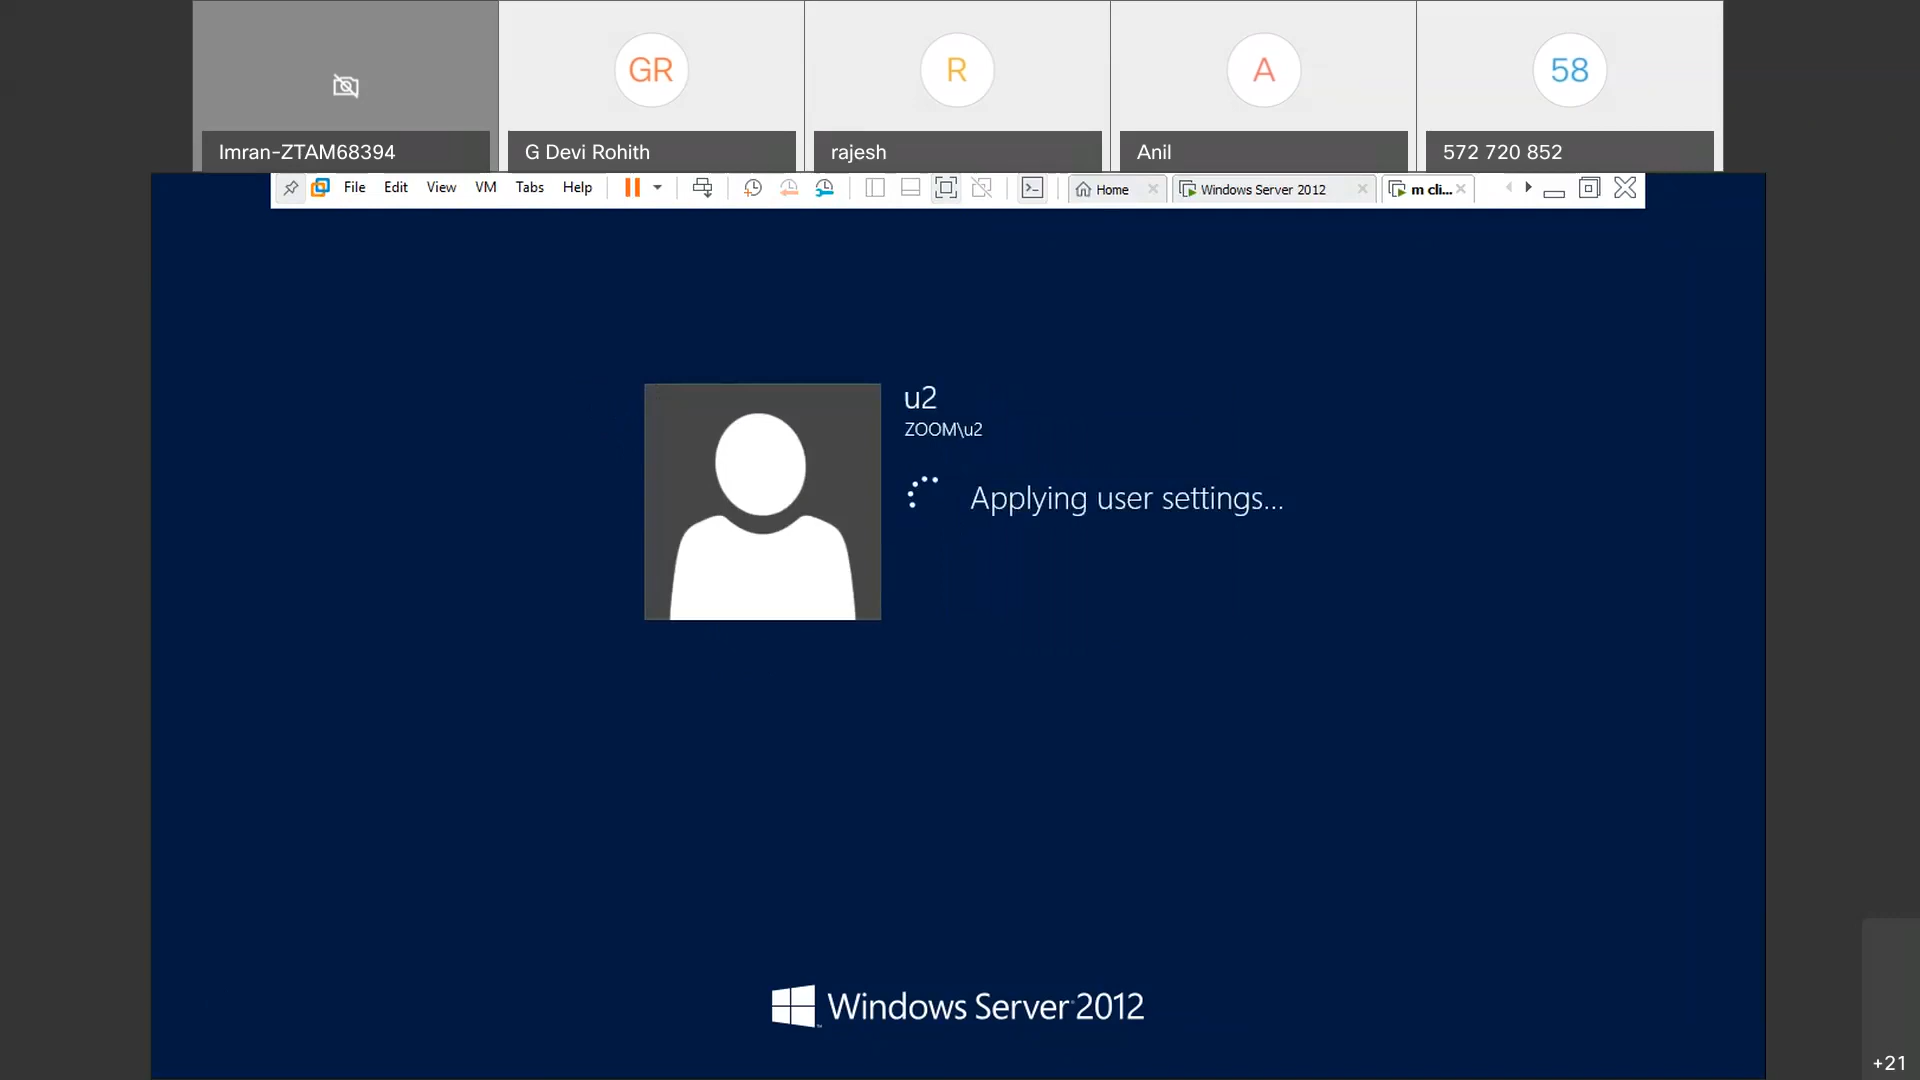 GR
R
A
58
Imran-ZTAM68394
G Devi Rohith
rajesh
Anil
572 720 852
File Edit View VM Tabs Help
Home
Windows Server 2012
m cli...
u2
ZOOM\u2
Applying user settings...
Windows Server 2012
+21